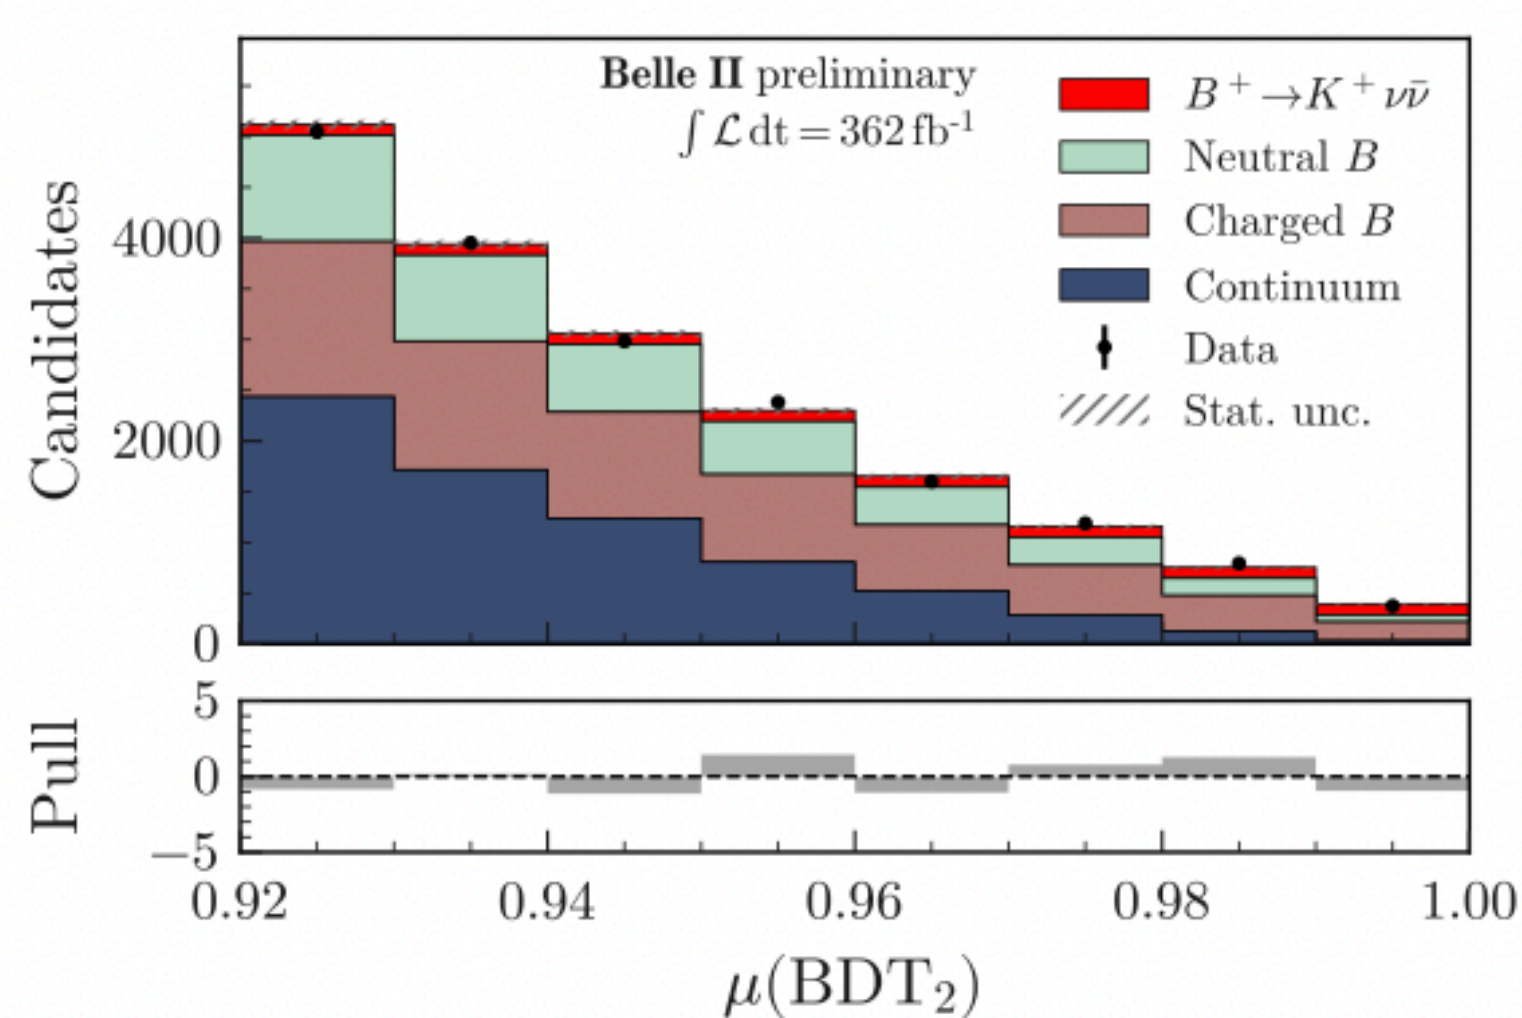 Belle II preliminary
∫ ℒ dt = 362 fb⁻¹
B⁺→K⁺νν̄
Neutral B
Charged B
Continuum
Data
Stat. unc.
Candidates
4000
2000
0
Pull
5
0
−5
0.92 0.94 0.96 0.98 1.00
μ(BDT₂)